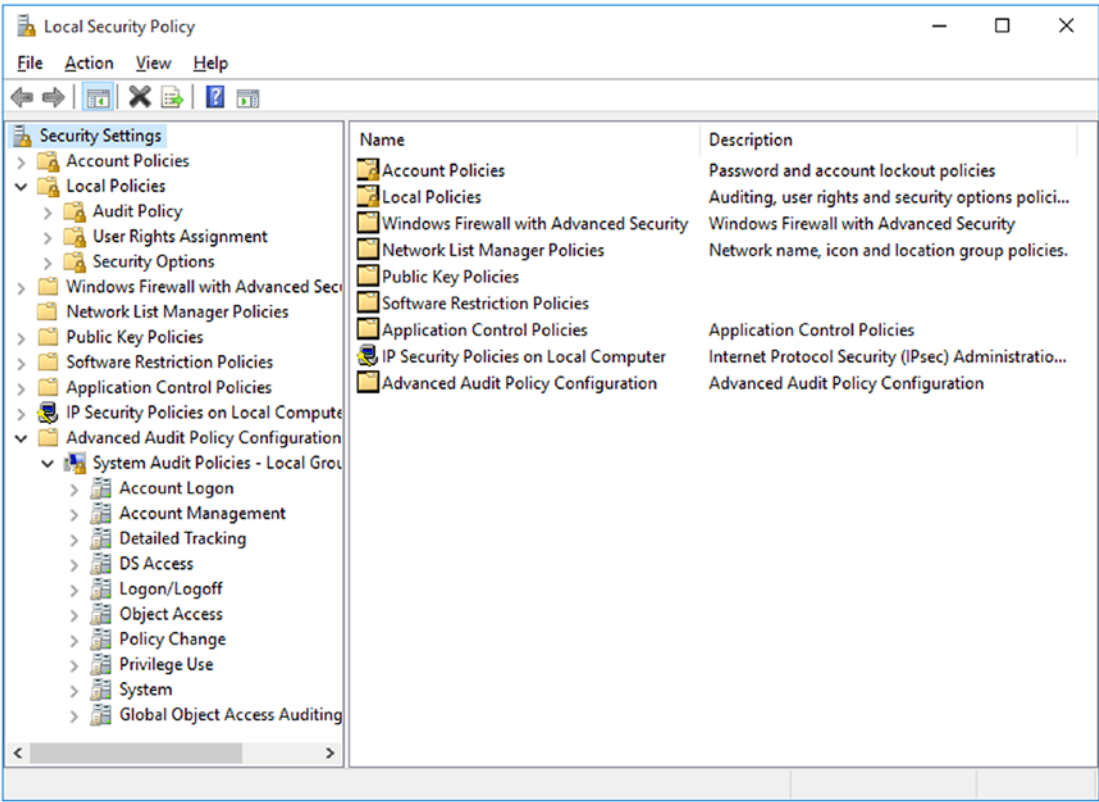 Local Security Policy
File Action View Help
Security Settings
Account Policies
Local Policies
Audit Policy
User Rights Assignment
Security Options
Windows Firewall with Advanced Secu
Network List Manager Policies
Public Key Policies
Software Restriction Policies
Application Control Policies
IP Security Policies on Local Compute
Advanced Audit Policy Configuration
System Audit Policies - Local Grou
Account Logon
Account Management
Detailed Tracking
DS Access
Logon/Logoff
Object Access
Policy Change
Privilege Use
System
Global Object Access Auditing
Name Description
Account Policies Password and account lockout policies
Local Policies Auditing, user rights and security options polici...
Windows Firewall with Advanced Security Windows Firewall with Advanced Security
Network List Manager Policies Network name, icon and location group policies.
Public Key Policies
Software Restriction Policies
Application Control Policies Application Control Policies
IP Security Policies on Local Computer Internet Protocol Security (IPsec) Administratio...
Advanced Audit Policy Configuration Advanced Audit Policy Configuration